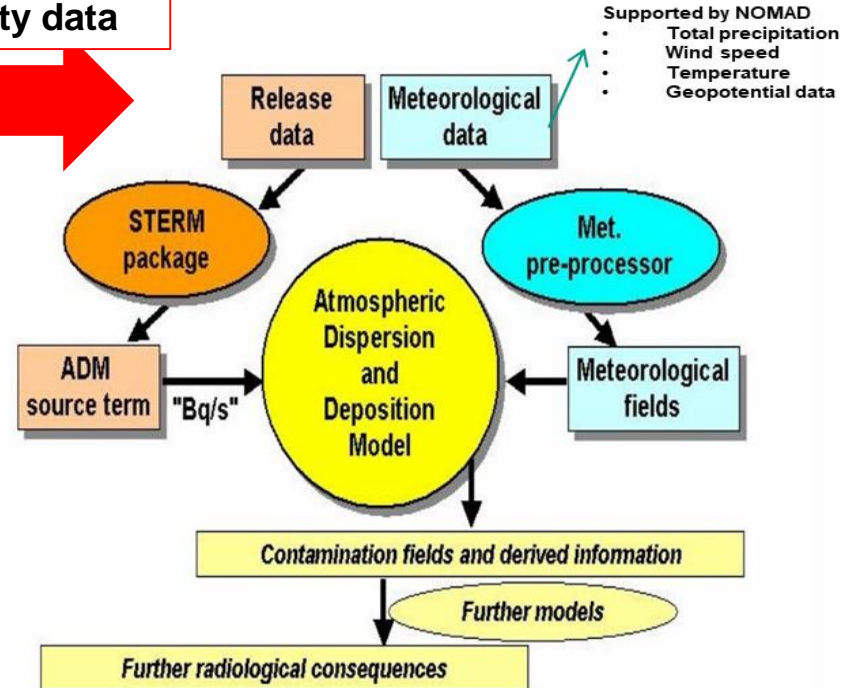 ty data
Supported by NOMAD
• Total precipitation
• Wind speed
• Temperature
• Geopotential data
Release
data
Meteorological
data
STERM
package
Met.
pre-processor
Atmospheric
Dispersion
and
Deposition
Model
ADM
source term
"Bq/s"
Meteorological
fields
Contamination fields and derived information
Further models
Further radiological consequences